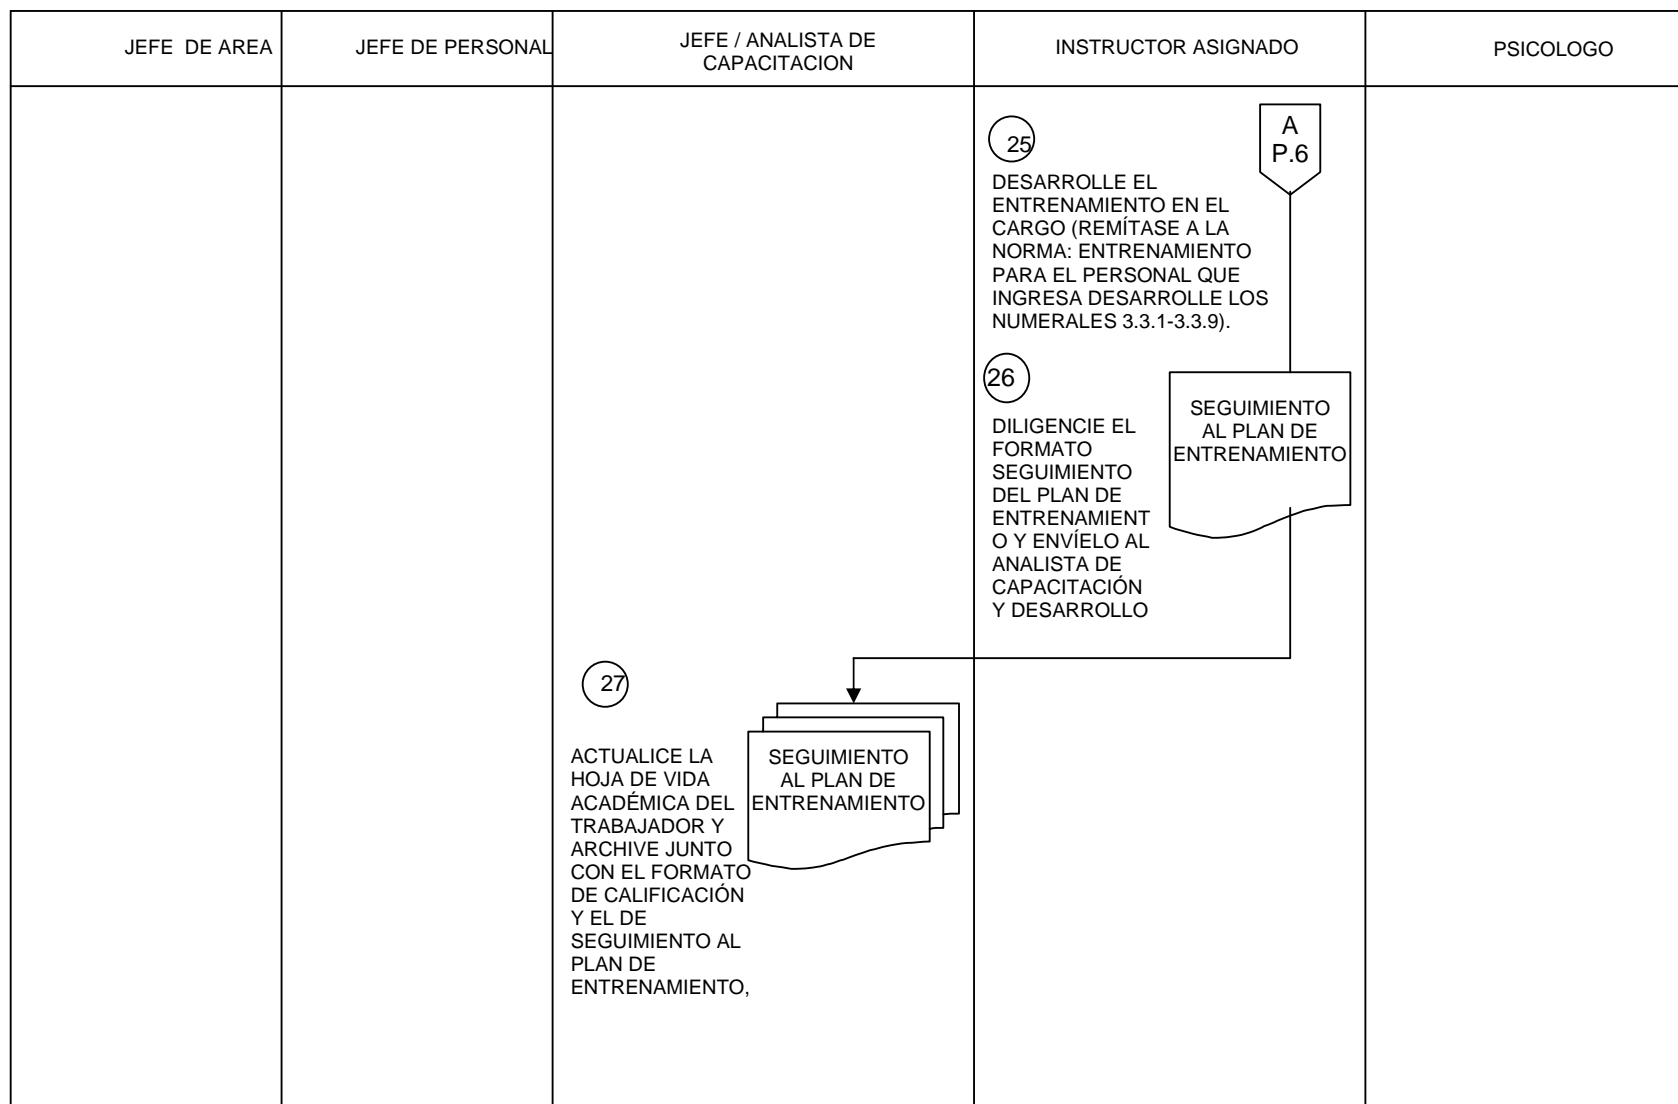 JEFE DE AREA
JEFE DE PERSONAL
JEFE / ANALISTA DE
CAPACITACION
INSTRUCTOR ASIGNADO
PSICOLOGO
25
A
P.6
DESARROLLE EL
ENTRENAMIENTO EN EL
CARGO (REMÍTASE A LA
NORMA: ENTRENAMIENTO
PARA EL PERSONAL QUE
INGRESA DESARROLLE LOS
NUMERALES 3.3.1-3.3.9).
26
DILIGENCIE EL
FORMATO
SEGUIMIENTO
DEL PLAN DE
ENTRENAMIENT
O Y ENVÍELO AL
ANALISTA DE
CAPACITACIÓN
Y DESARROLLO
SEGUIMIENTO
AL PLAN DE
ENTRENAMIENTO
27
ACTUALICE LA
HOJA DE VIDA
ACADÉMICA DEL
TRABAJADOR Y
ARCHIVE JUNTO
CON EL FORMATO
DE CALIFICACIÓN
Y EL DE
SEGUIMIENTO AL
PLAN DE
ENTRENAMIENTO,
SEGUIMIENTO
AL PLAN DE
ENTRENAMIENTO